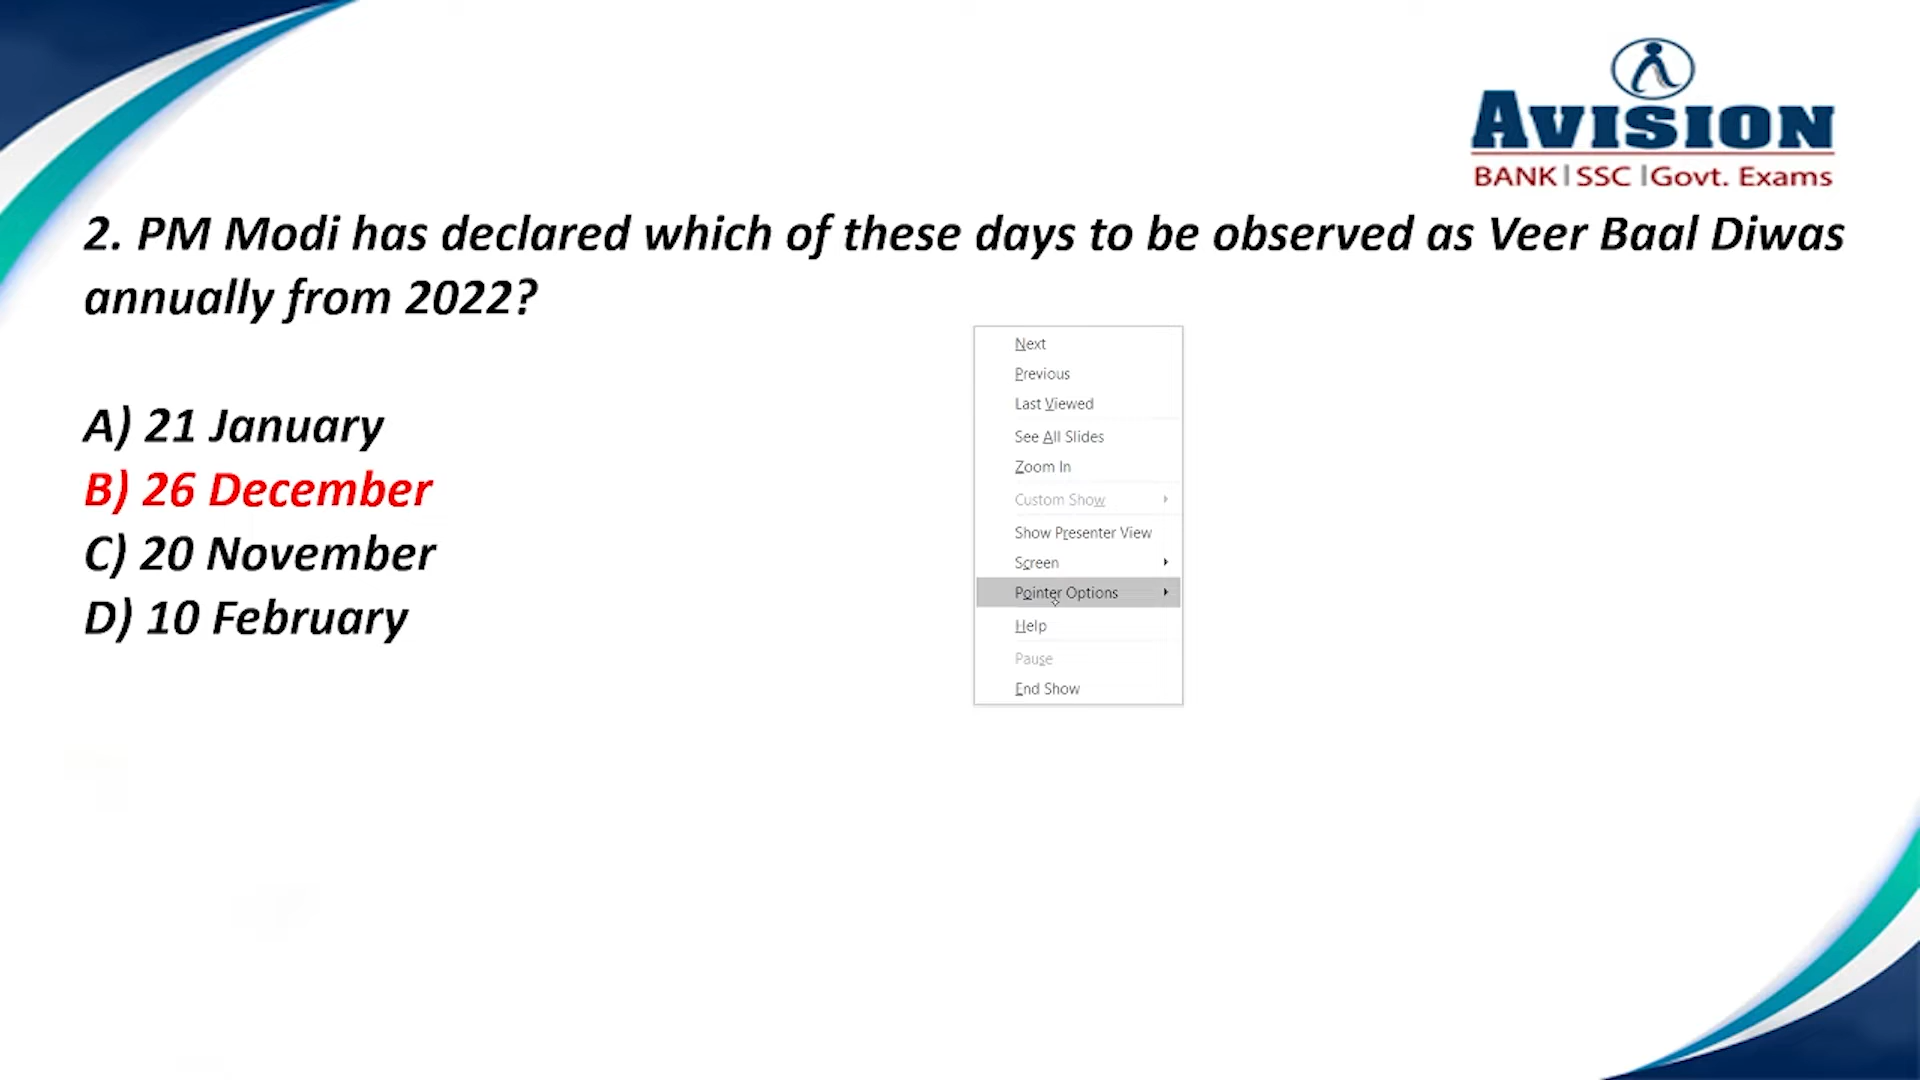 AVISION
BANK | SSC | Govt. Exams
2. PM Modi has declared which of these days to be observed as Veer Baal Diwas
annually from 2022?
A) 21 January
B) 26 December
C) 20 November
D) 10 February
Next
Previous
Last Viewed
See All Slides
Zoom In
Custom Show
Show Presenter View
Screen
Pointer Options
Help
Pause
End Show